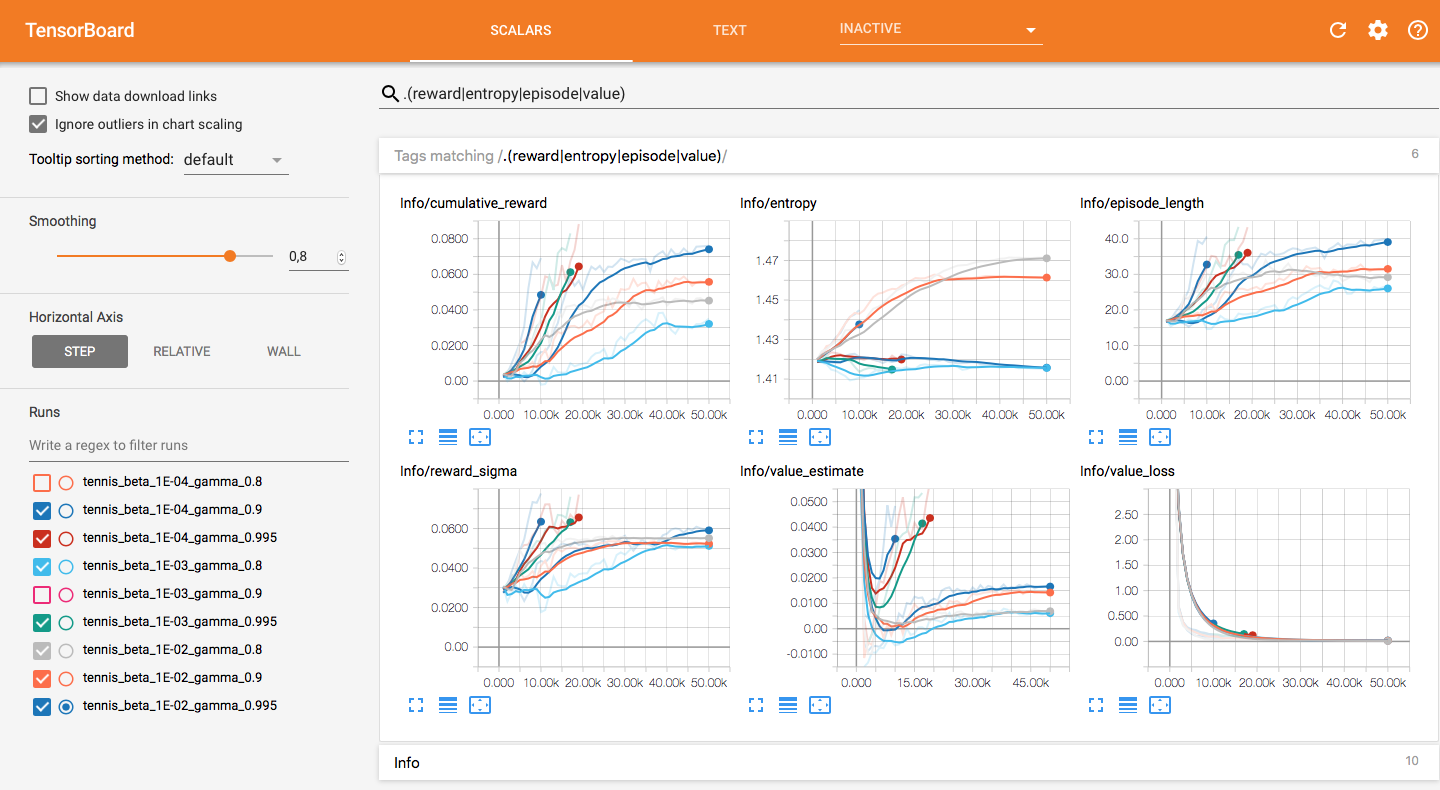 TensorBoard SCALARS TEXT INACTIVE
Show data download links
Ignore outliers in chart scaling
Tooltip sorting method: default
Smoothing
0,8
Horizontal Axis
STEP RELATIVE WALL
Runs
Write a regex to filter runs
tennis_beta_1E-04_gamma_0.8
tennis_beta_1E-04_gamma_0.9
tennis_beta_1E-04_gamma_0.995
tennis_beta_1E-03_gamma_0.8
tennis_beta_1E-03_gamma_0.9
tennis_beta_1E-03_gamma_0.995
tennis_beta_1E-02_gamma_0.8
tennis_beta_1E-02_gamma_0.9
tennis_beta_1E-02_gamma_0.995
.(reward|entropy|episode|value)
Tags matching /.(reward|entropy|episode|value)/ 6
Info/cumulative_reward
0.0800
0.0600
0.0400
0.0200
0.00
0.000 10.00k 20.00k 30.00k 40.00k 50.00k
Info/entropy
1.47
1.45
1.43
1.41
0.000 10.00k 20.00k 30.00k 40.00k 50.00k
Info/episode_length
40.0
30.0
20.0
10.0
0.00
0.000 10.00k 20.00k 30.00k 40.00k 50.00k
Info/reward_sigma
0.0600
0.0400
0.0200
0.00
0.000 10.00k 20.00k 30.00k 40.00k 50.00k
Info/value_estimate
0.0500
0.0400
0.0300
0.0200
0.0100
0.00
-0.0100
0.000 15.00k 30.00k 45.00k
Info/value_loss
2.50
2.00
1.50
1.00
0.500
0.00
0.000 10.00k 20.00k 30.00k 40.00k 50.00k
Info 10